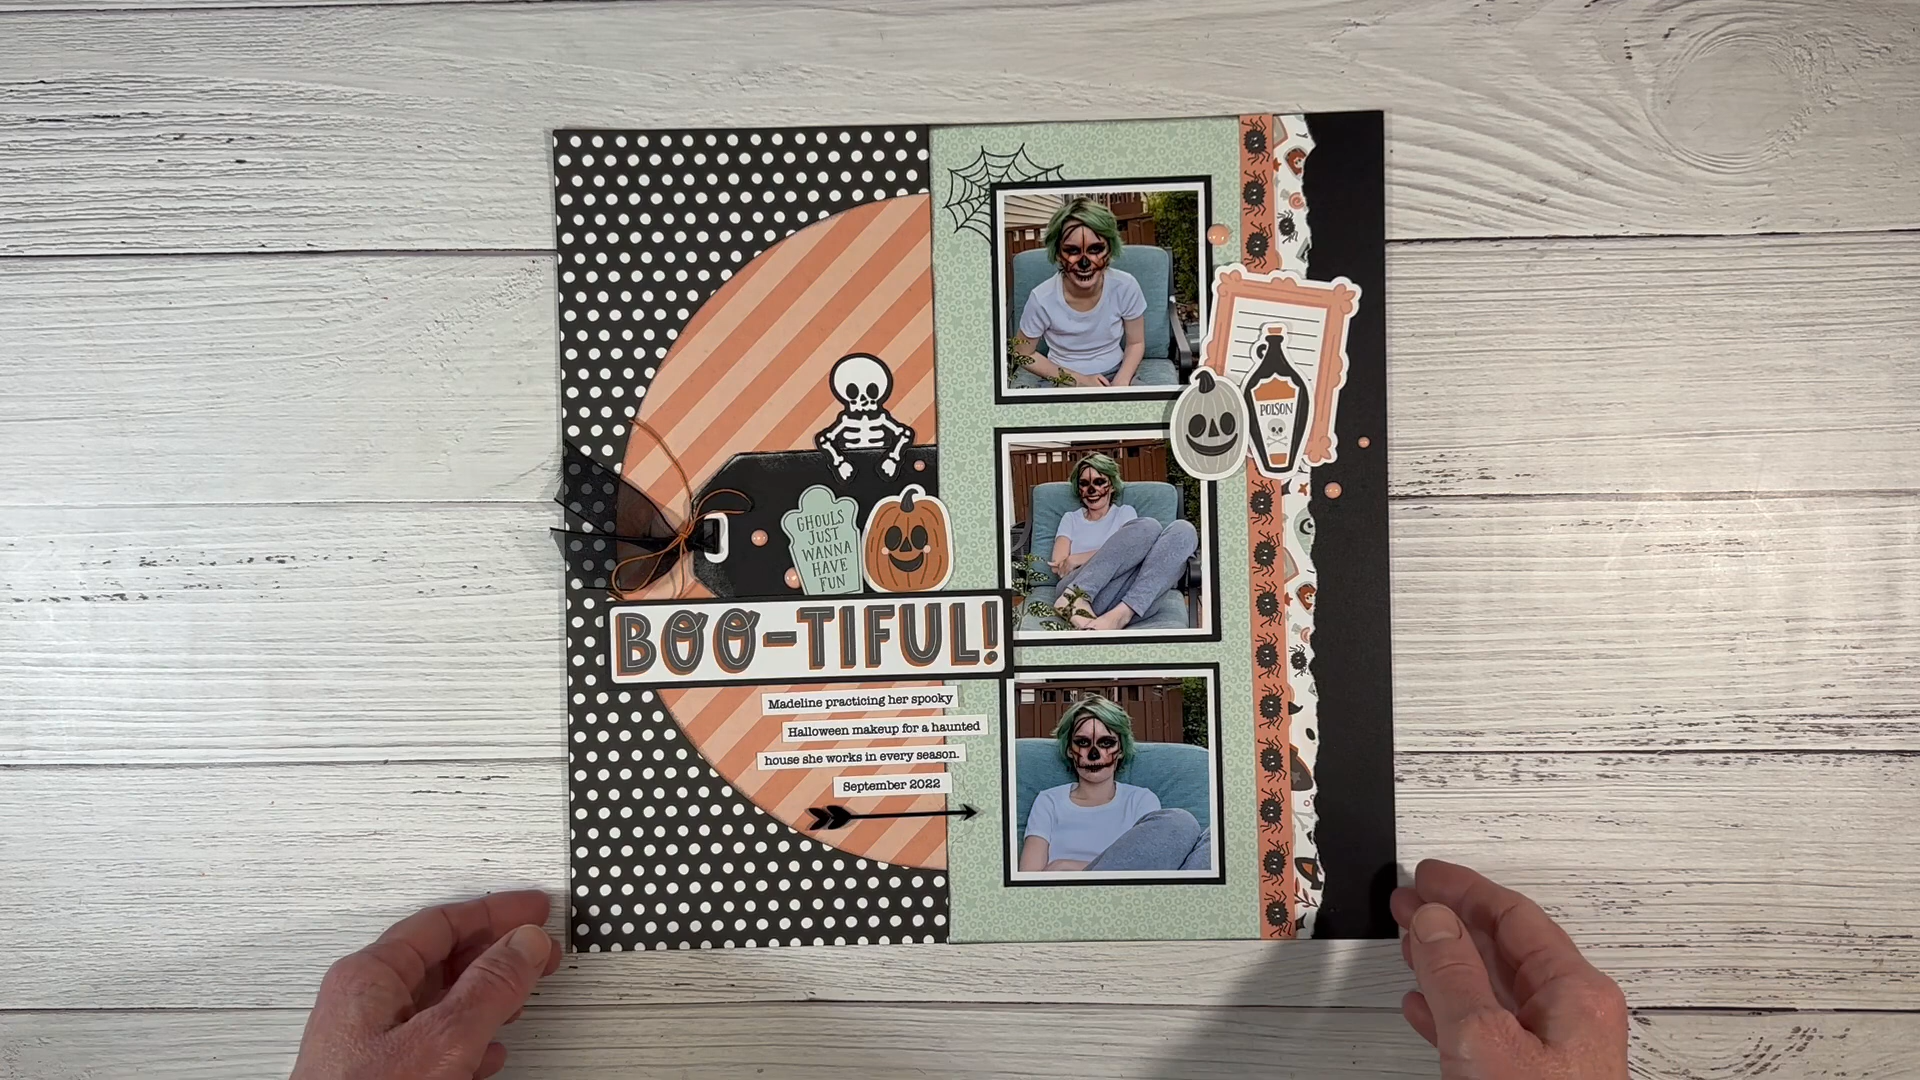 GHOULS
JUST
WANNA
HAVE
FUN
POISON
BOO-TIFUL!
Madeline practicing her spooky
Halloween makeup for a haunted
house she works in every season.
September 2022